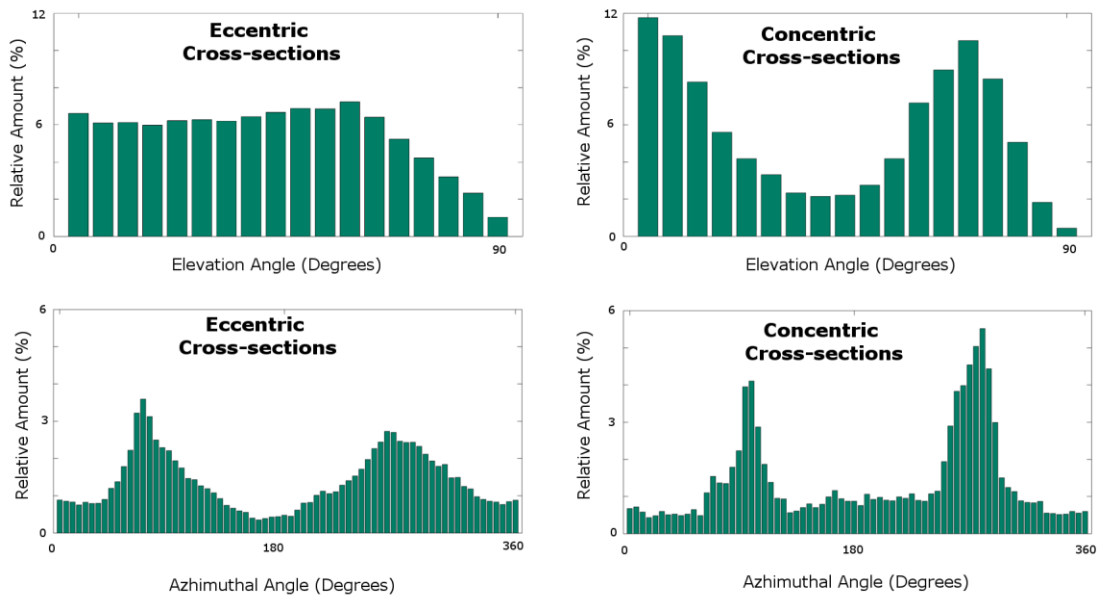 12
6
0
Relative Amount (%)
Eccentric
Cross-sections
0
90
Elevation Angle (Degrees)
12
6
0
Relative Amount (%)
Concentric
Cross-sections
0
90
Elevation Angle (Degrees)
6
3
0
Relative Amount (%)
Eccentric
Cross-sections
0
180
360
Azhimuthal Angle (Degrees)
6
3
0
Relative Amount (%)
Concentric
Cross-sections
0
180
360
Azhimuthal Angle (Degrees)